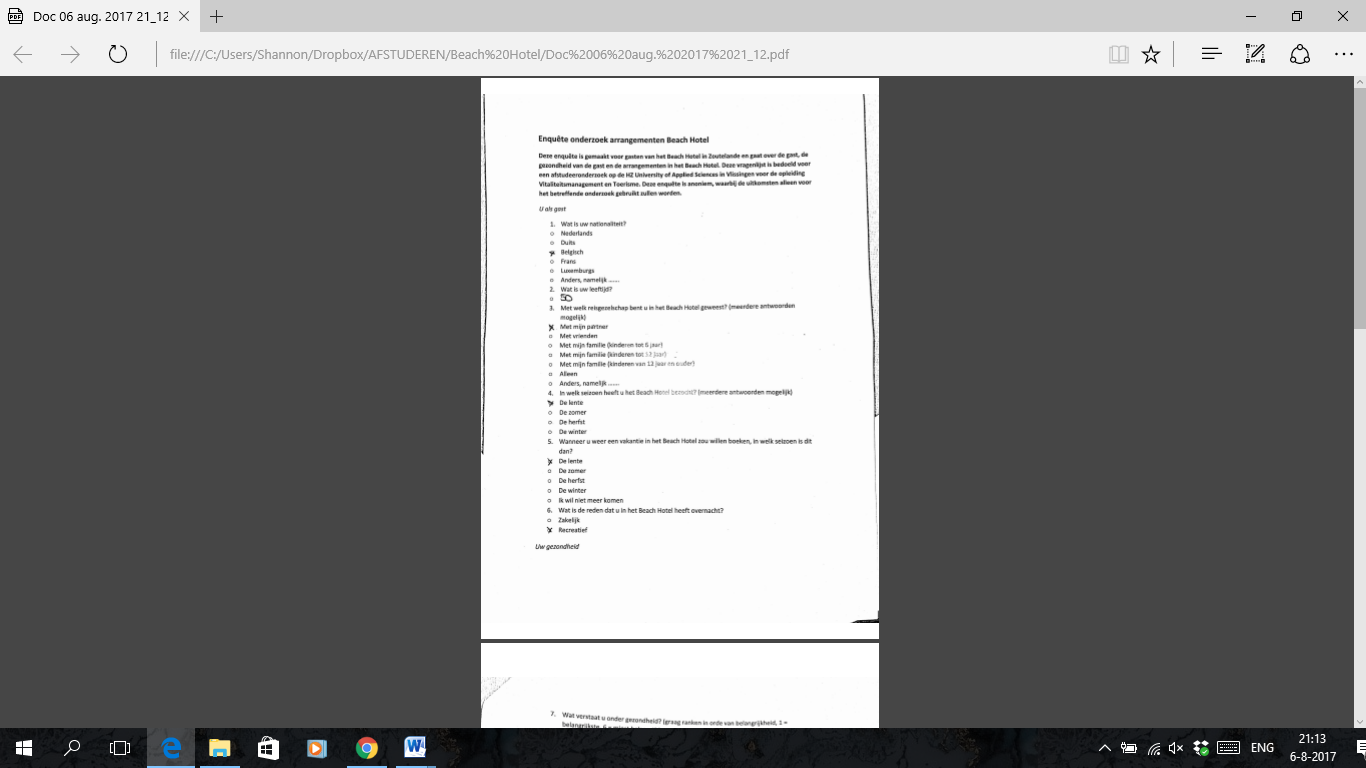 Doc 06 aug. 2017 21_12
file:///C:/Users/Shannon/Dropbox/AFSTUDEREN/Beach%20Hotel/Doc%2006%20aug.%202017%2021_12.pdf
Enquête onderzoek arrangementen Beach Hotel
Deze enquête is gemaakt voor gasten van het Beach Hotel in Zoutelande en gaat over de gast, de
gezondheid van de gast en de arrangementen in het Beach Hotel. Deze vragenlijst is bedoeld voor
een afstudeeronderzoek op de HZ University of Applied Sciences in Vlissingen voor de opleiding
Vitaliteitsmanagement en Toerisme. Deze enquête is anoniem, waarbij de uitkomsten alleen voor
het betreffende onderzoek gebruikt zullen worden.
U als gast
1. Wat is uw nationaliteit?
o Nederlands
o Duits
x Belgisch
o Frans
o Luxemburgs
o Anders, namelijk ......
2. Wat is uw leeftijd?
o 50
3. Met welk reisgezelschap bent u in het Beach Hotel geweest? (meerdere antwoorden
mogelijk)
x Met mijn partner
o Met vrienden
o Met mijn familie (kinderen tot 6 jaar)
o Met mijn familie (kinderen tot 12 jaar)
o Met mijn familie (kinderen van 12 jaar en ouder)
o Alleen
o Anders, namelijk ......
4. In welk seizoen heeft u het Beach Hotel bezocht? (meerdere antwoorden mogelijk)
x De lente
o De zomer
o De herfst
o De winter
5. Wanneer u weer een vakantie in het Beach Hotel zou willen boeken, in welk seizoen is dit
dan?
x De lente
o De zomer
o De herfst
o De winter
o Ik wil niet meer komen
6. Wat is de reden dat u in het Beach Hotel heeft overnacht?
o Zakelijk
x Recreatief
Uw gezondheid
7. Wat verstaat u onder gezondheid? (graag ranken in orde van belangrijkheid, 1 =
ENG
21:13
6-8-2017